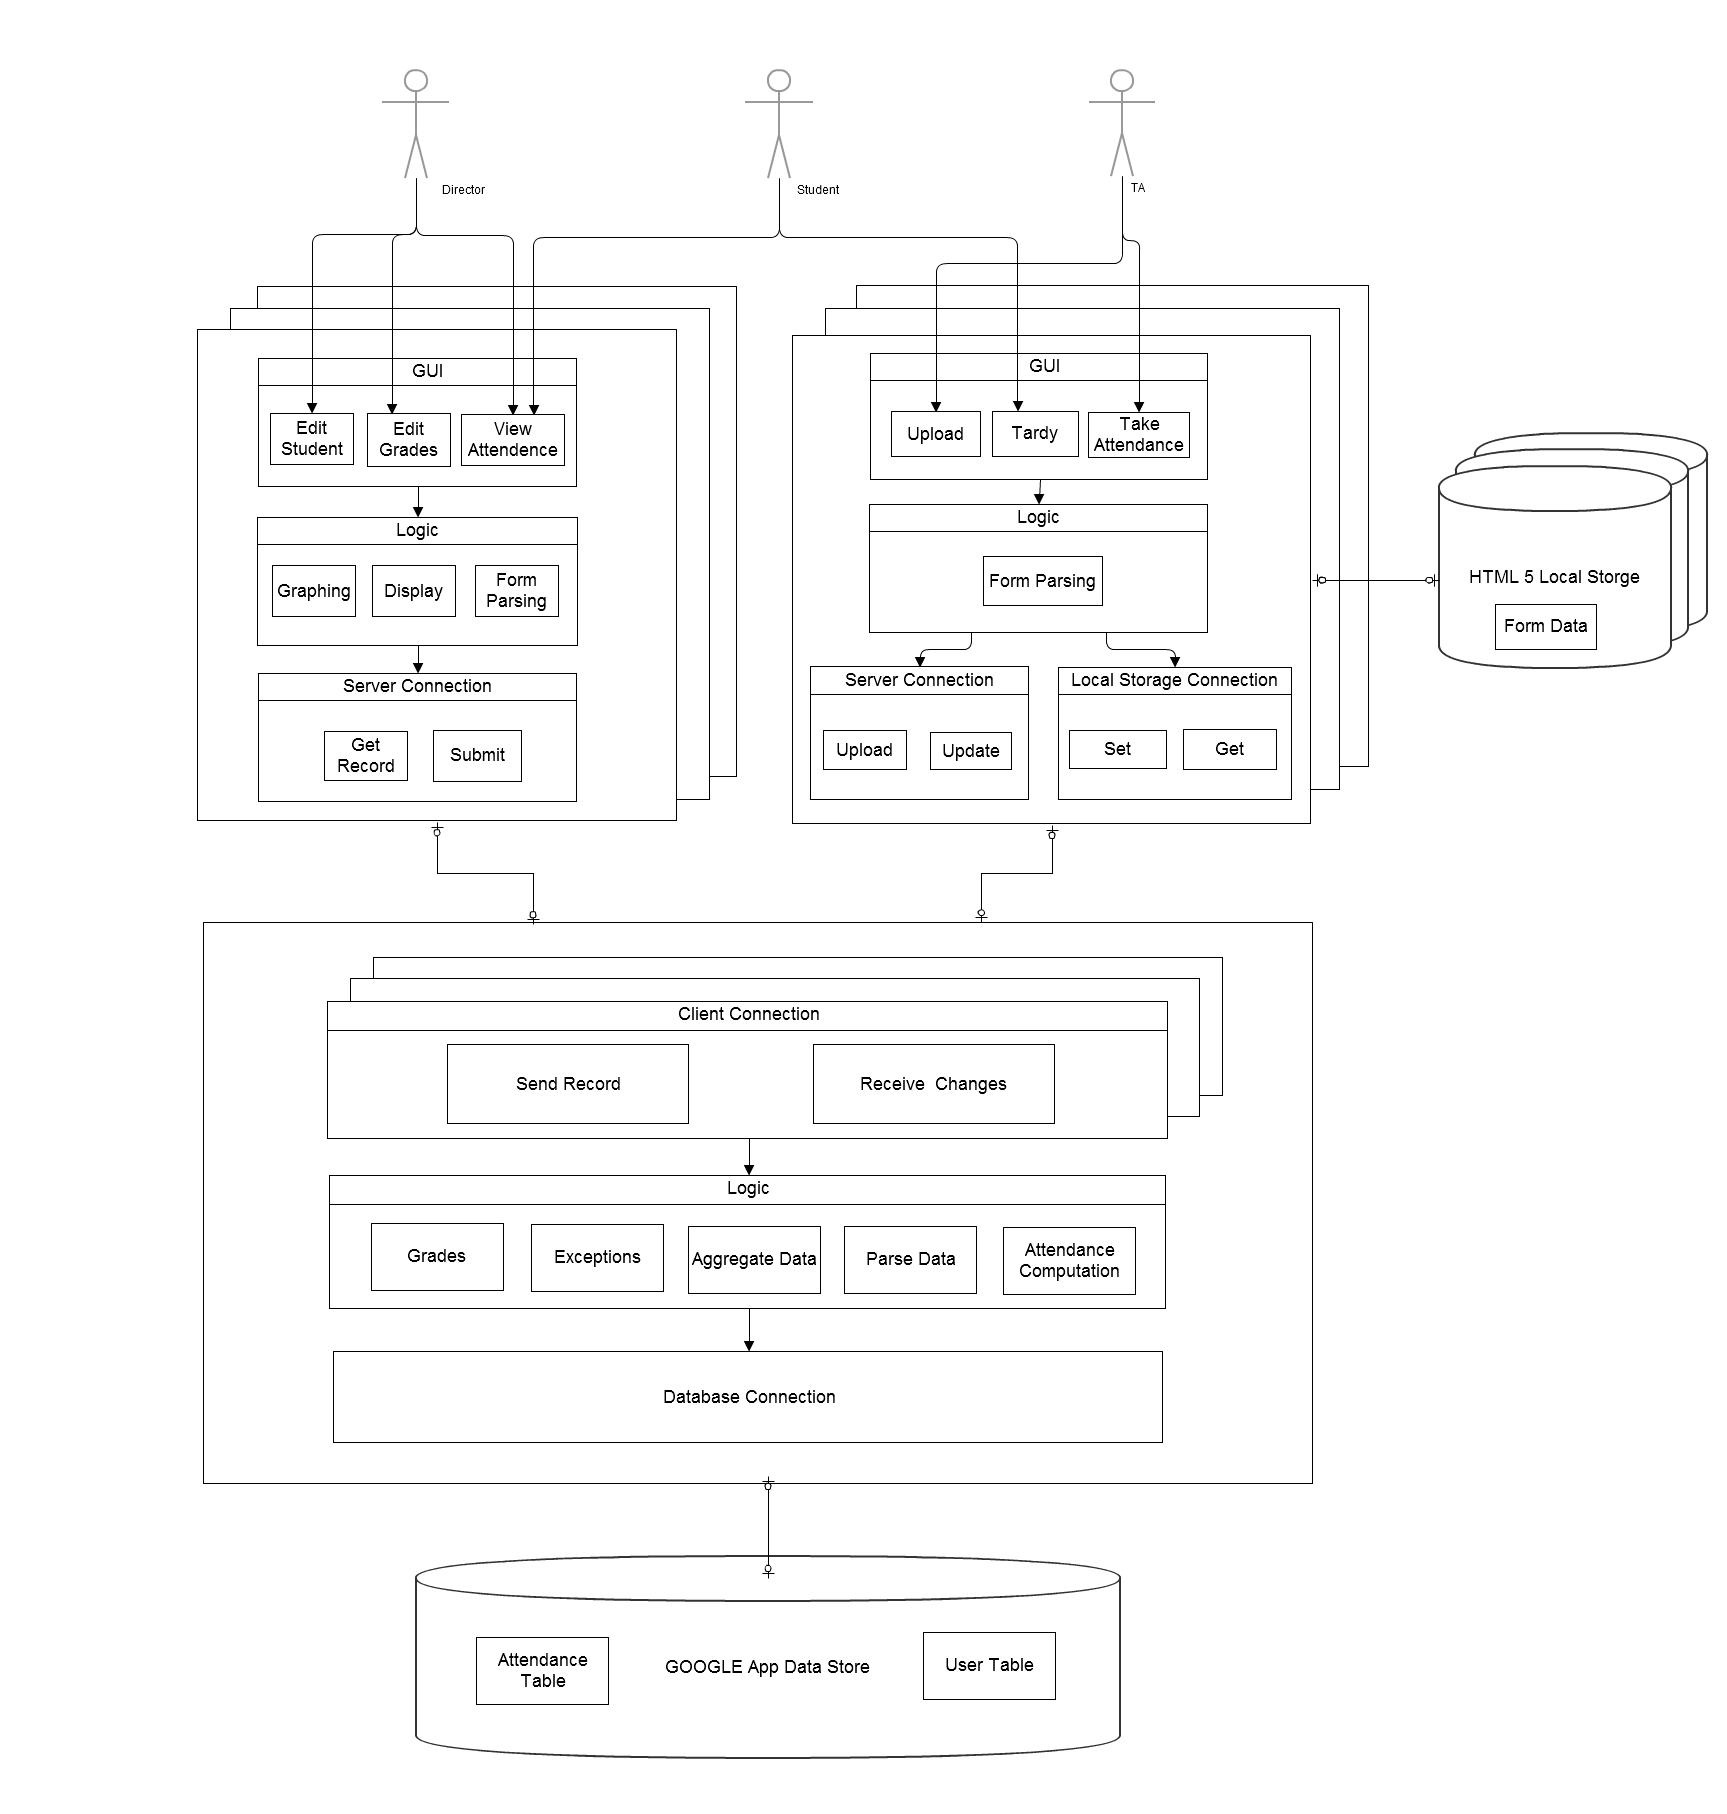 Director
Student
TA
GUI
Edit
Student
Edit
Grades
View
Attendence
Logic
Graphing
Display
Form
Parsing
Server Connection
Get
Record
Submit
GUI
Upload
Tardy
Take
Attendance
Logic
Form Parsing
Server Connection
Upload
Update
Local Storage Connection
Set
Get
HTML 5 Local Storge
Form Data
Client Connection
Send Record
Receive  Changes
Logic
Grades
Exceptions
Aggregate Data
Parse Data
Attendance
Computation
Database Connection
Attendance
Table
GOOGLE App Data Store
User Table